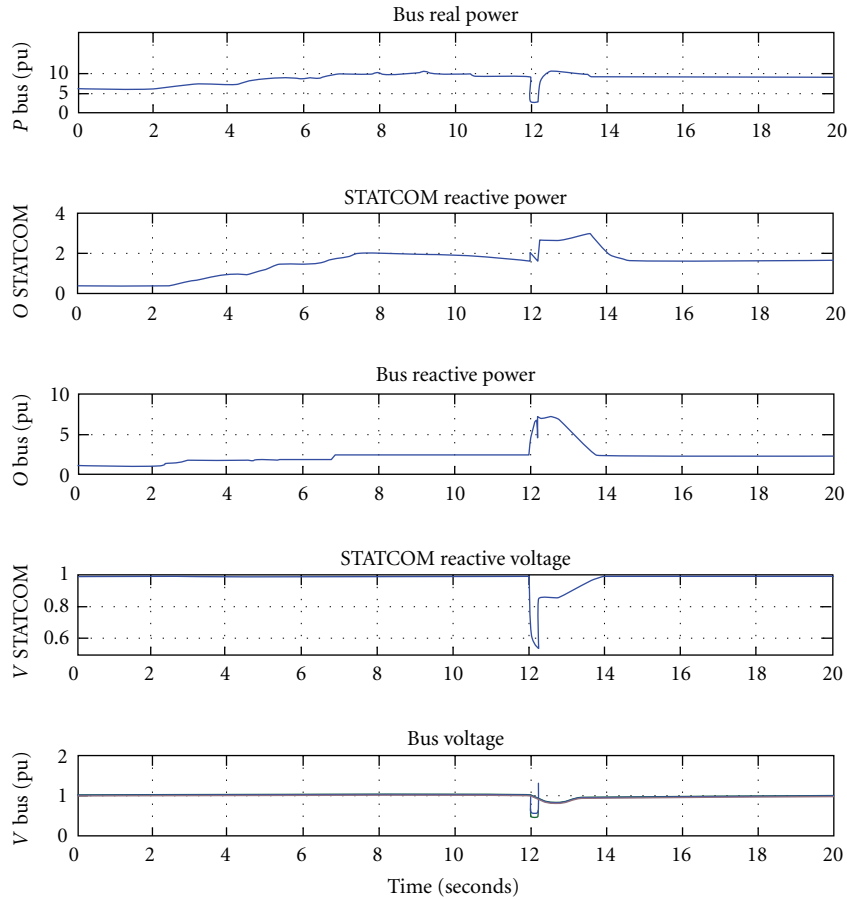 Bus real power
P bus (pu)
10
5
0
0 2 4 6 8 10 12 14 16 18 20
STATCOM reactive power
O STATCOM
4
2
0
0 2 4 6 8 10 12 14 16 18 20
Bus reactive power
O bus (pu)
10
5
0
0 2 4 6 8 10 12 14 16 18 20
STATCOM reactive voltage
V STATCOM
1
0.8
0.6
0 2 4 6 8 10 12 14 16 18 20
Bus voltage
V bus (pu)
2
1
0
0 2 4 6 8 10 12 14 16 18 20
Time (seconds)